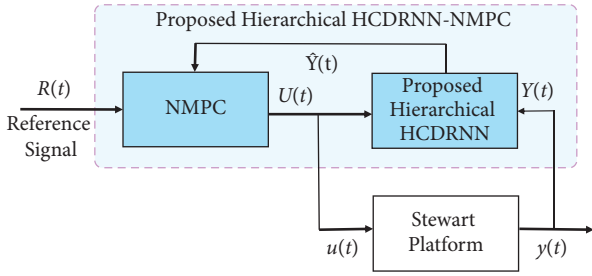 Proposed Hierarchical HCDRNN-NMPC
R(t)
Reference
Signal
NMPC
Ŷ(t)
U(t)
Proposed
Hierarchical
HCDRNN
Y(t)
u(t)
Stewart
Platform
y(t)